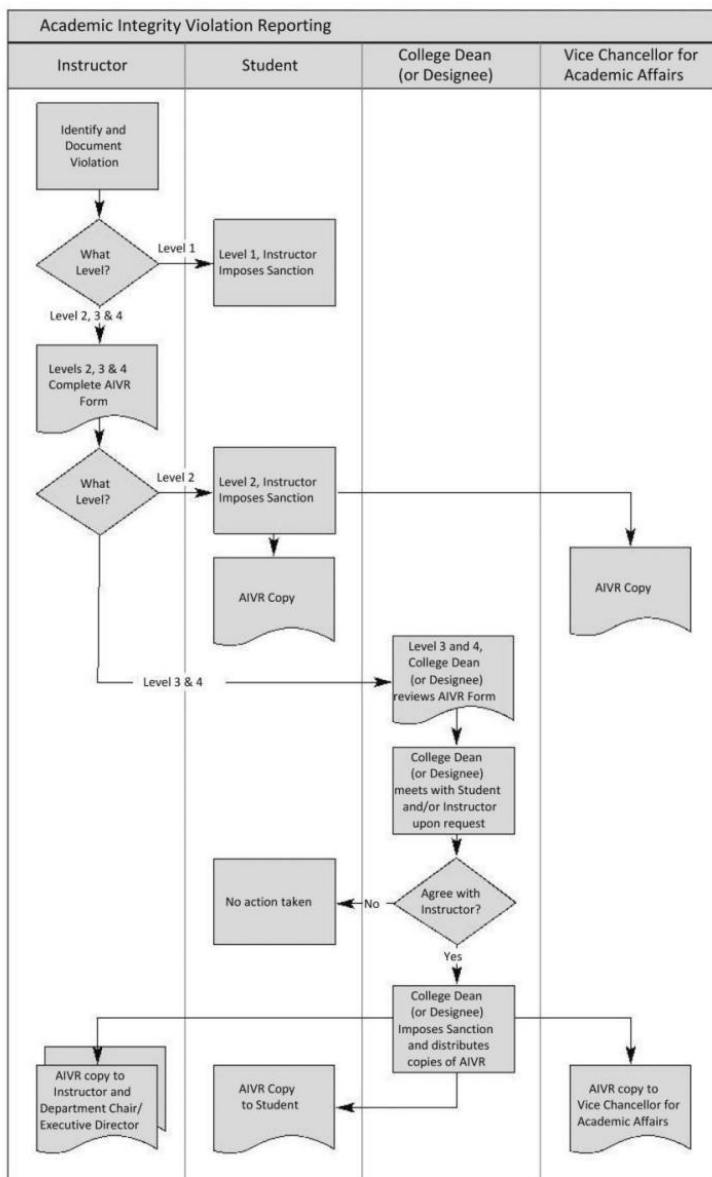 Academic Integrity Violation Reporting
Instructor
Student
College Dean
(or Designee)
Vice Chancellor for
Academic Affairs
Identify and
Document
Violation
What
Level?
Level 1
Level 1, Instructor
Imposes Sanction
Level 2, 3 & 4
Levels 2, 3 & 4
Complete AIVR
Form
What
Level?
Level 2
Level 2, Instructor
Imposes Sanction
AIVR Copy
AIVR Copy
Level 3 & 4
Level 3 and 4,
College Dean
(or Designee)
reviews AIVR Form
College Dean
(or Designee)
meets with Student
and/or Instructor
upon request
Agree with
Instructor?
No
No action taken
Yes
College Dean
(or Designee)
Imposes Sanction
and distributes
copies of AIVR
AIVR copy to
Instructor and
Department Chair/
Executive Director
AIVR Copy
to Student
AIVR copy to
Vice Chancellor for
Academic Affairs